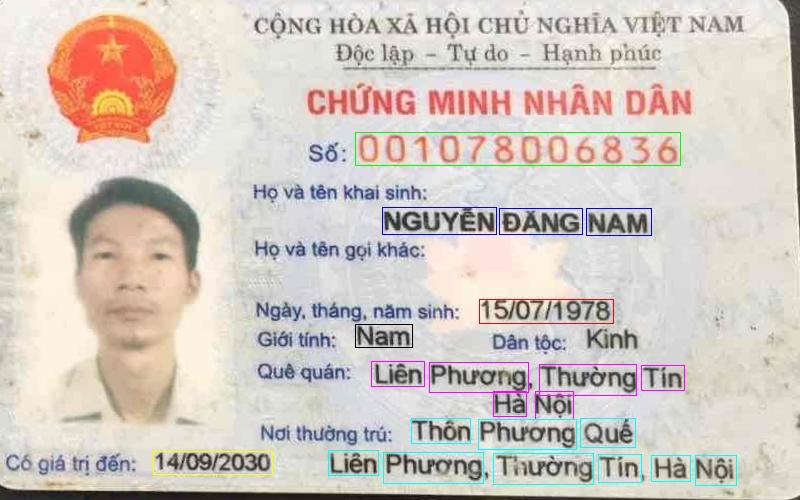 CỘNG HÒA XÃ HỘI CHỦ NGHĨA VIỆT NAM
Độc lập - Tự do - Hạnh phúc
CHỨNG MINH NHÂN DÂN
Số: 001078006836
Họ và tên khai sinh:
NGUYỄN ĐĂNG NAM
Họ và tên gọi khác:
Ngày, tháng, năm sinh: 15/07/1978
Giới tính: Nam Dân tộc: Kinh
Quê quán: Liên Phương, Thường Tín
Hà Nội
Nơi thường trú: Thôn Phương Quế
Có giá trị đến: 14/09/2030 Liên Phương, Thường Tín, Hà Nội